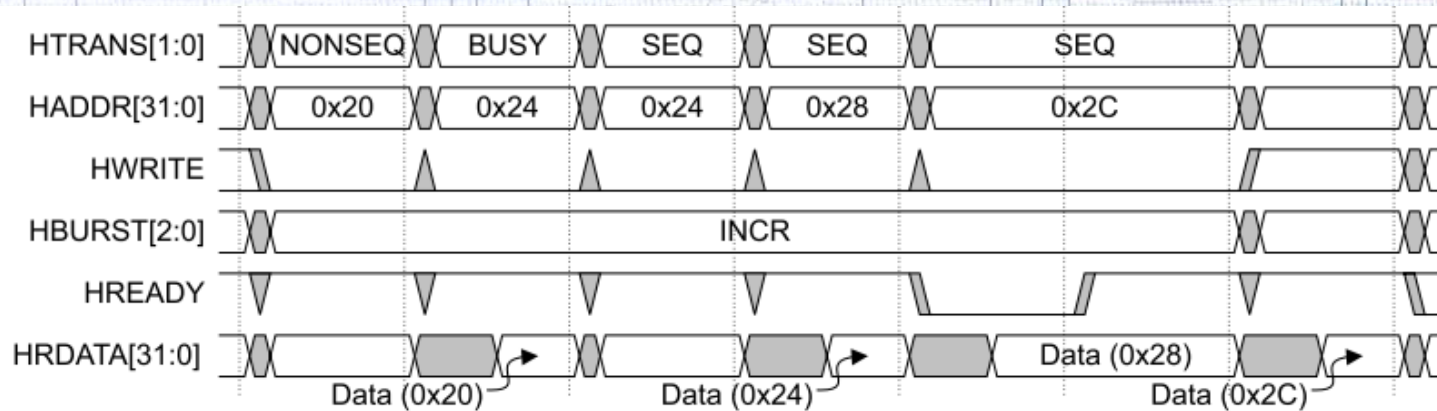 HTRANS[1:0] NONSEQ BUSY SEQ SEQ SEQ
HADDR[31:0] 0x20 0x24 0x24 0x28 0x2C
HWRITE
HBURST[2:0] INCR
HREADY
HRDATA[31:0] Data (0x28)
Data (0x20) Data (0x24) Data (0x2C)